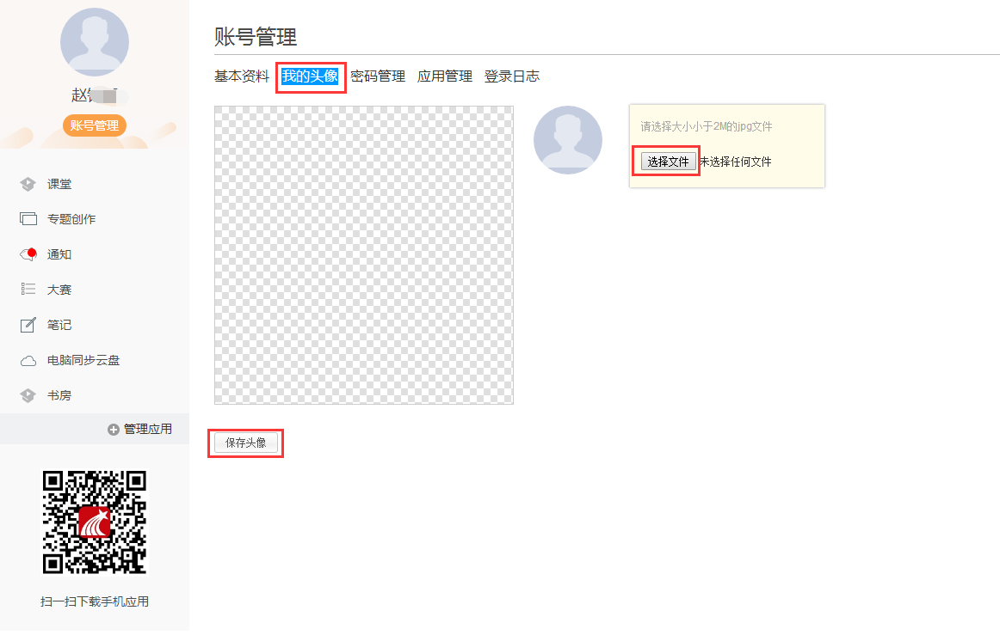 赵
账号管理
课堂
专题创作
通知
大赛
笔记
电脑同步云盘
书房
管理应用
扫一扫下载手机应用
账号管理
基本资料 我的头像 密码管理 应用管理 登录日志
请选择大小小于2M的jpg文件
选择文件 未选择任何文件
保存头像